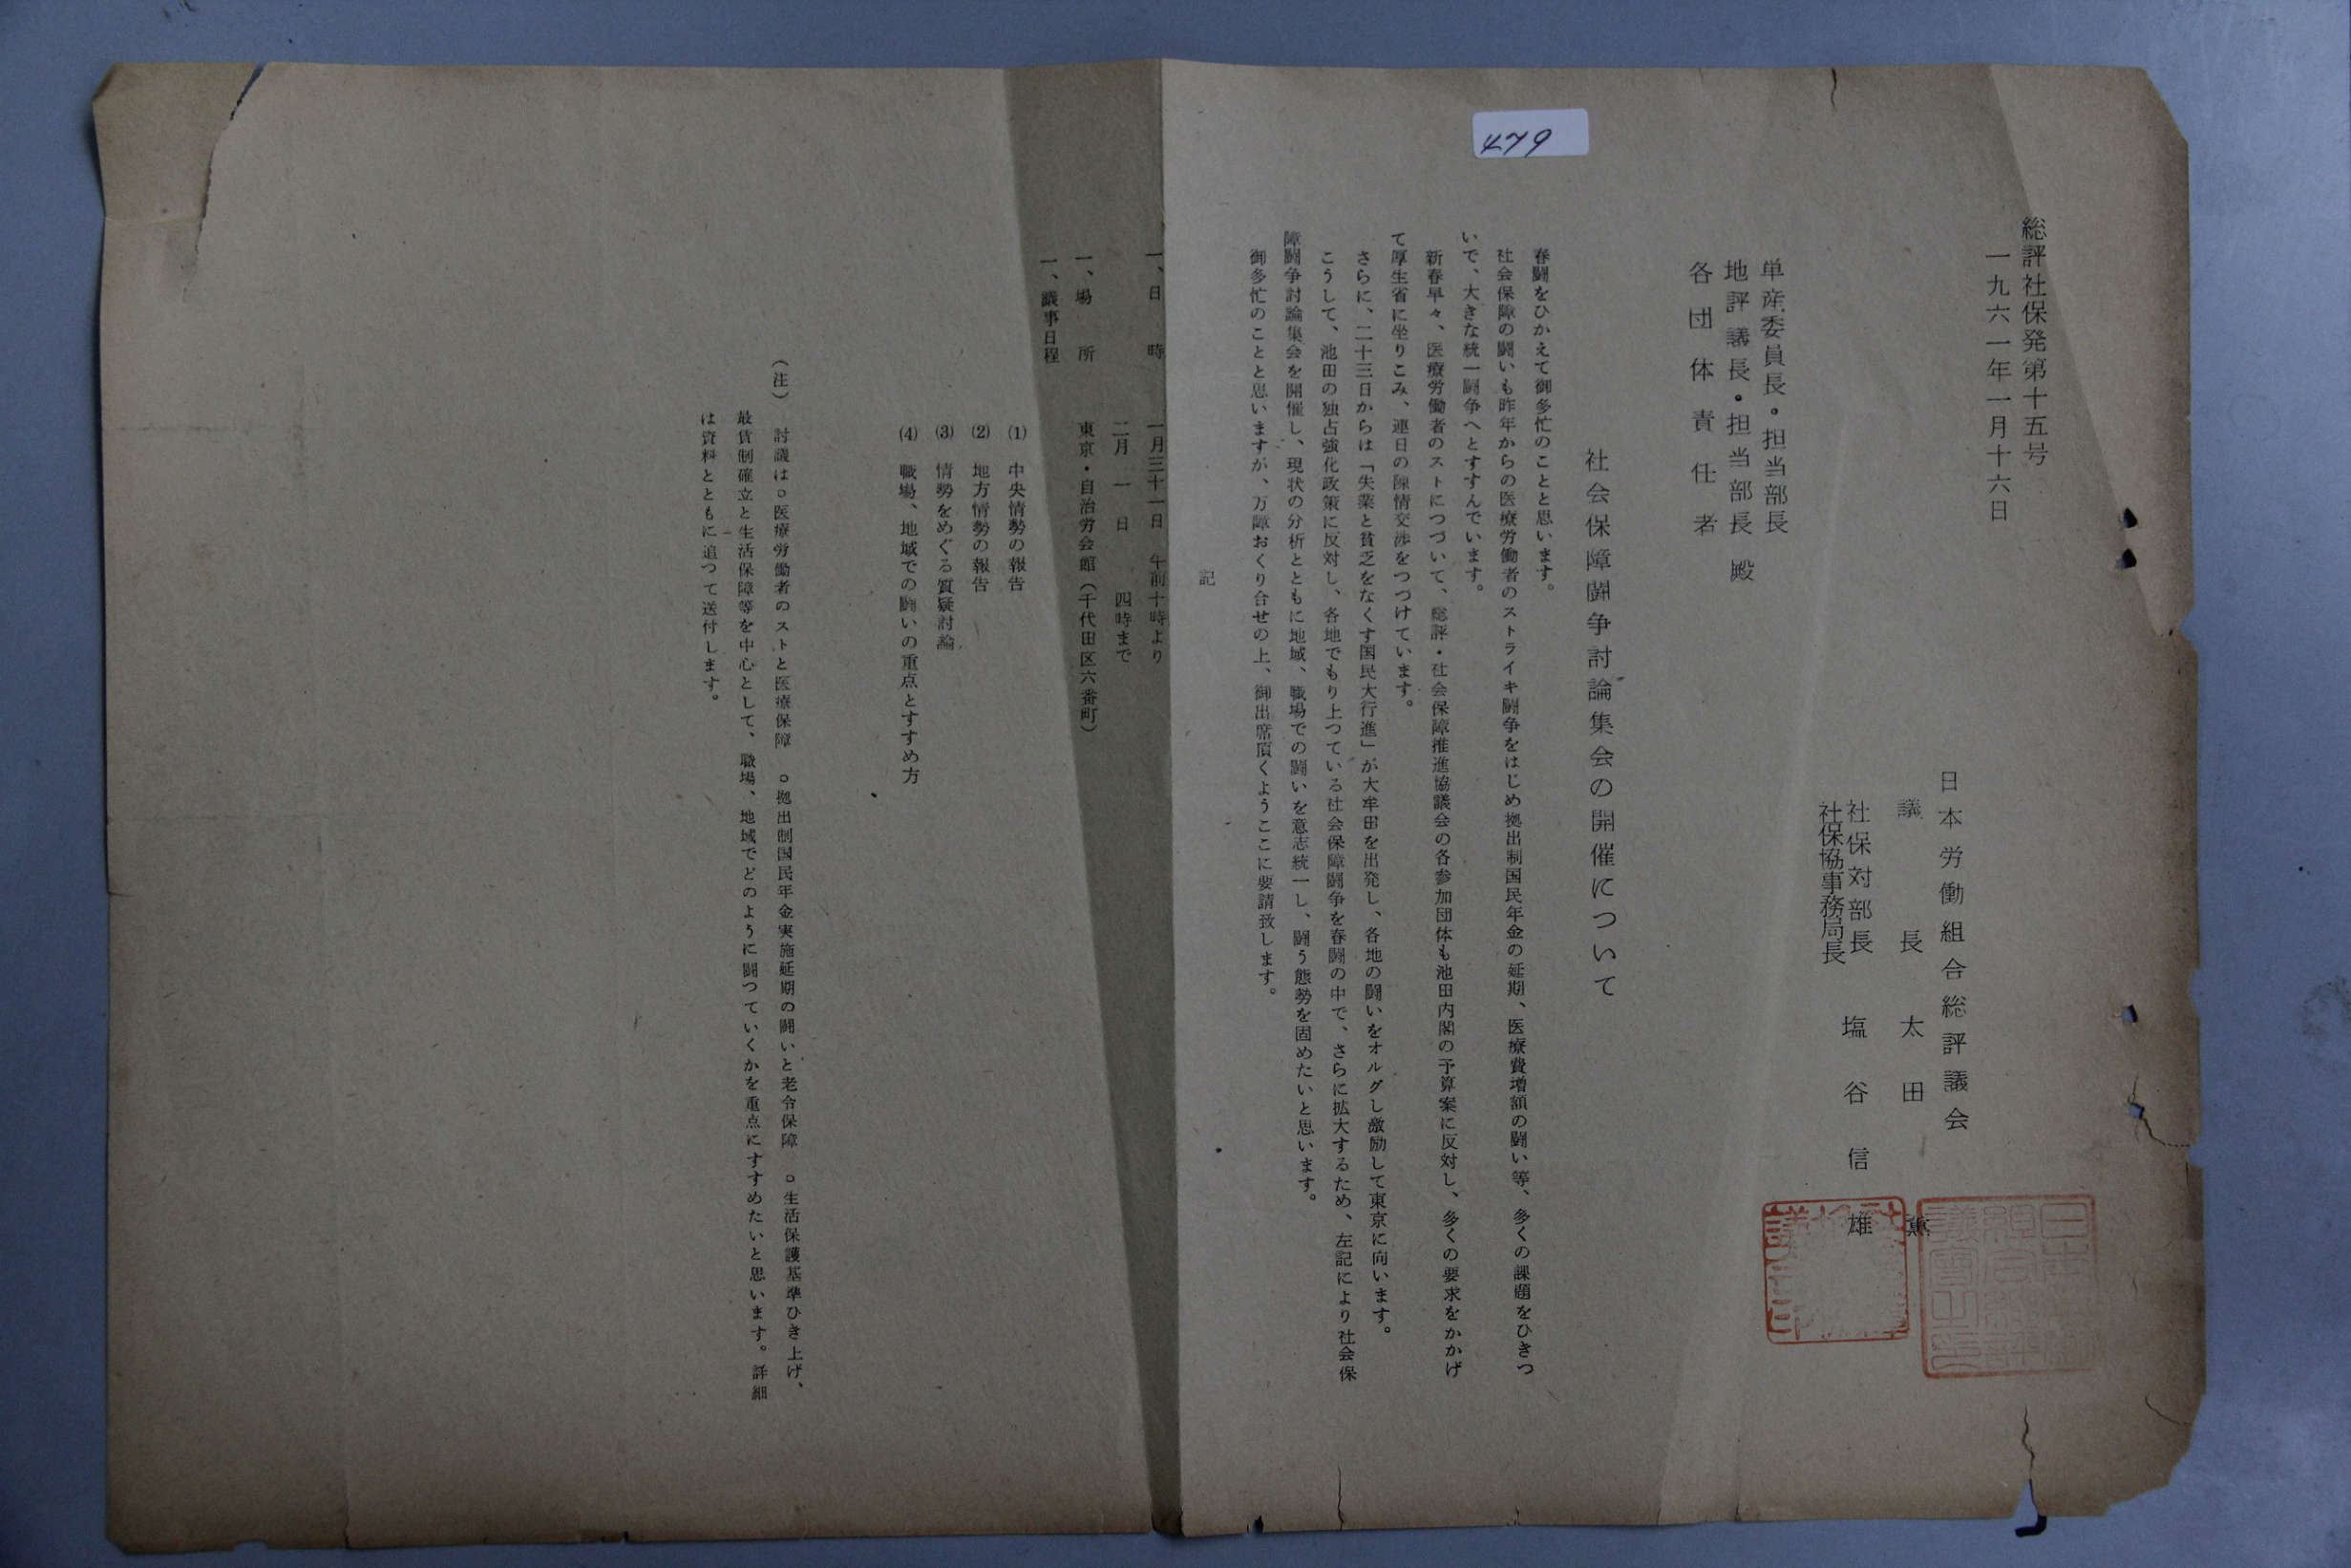 479
総評社保発第十五号
一九六一年一月十六日
日本労働組合総評議会
議長 太田 薫
社保対部長
社保協事務局長 塩谷信雄
単産委員長・担当部長
地評議長・担当部長 殿
各団体責任者
社会保障闘争討論集会の開催について
春闘をひかえて御多忙のことと思います。
社会保障の闘いも昨年からの医療労働者のストライキ闘争をはじめ拠出制国民年金の延期、医療費増額の闘い等、多くの課題をひきつ
いで、大きな統一闘争へとすすんでいます。
新春早々、医療労働者のストにつづいて、総評・社会保障推進協議会の各参加団体も池田内閣の予算案に反対し、多くの要求をかかげ
て厚生省に坐りこみ、連日の陳情交渉をつづけています。
さらに、二十三日からは「失業と貧乏をなくす国民大行進」が大牟田を出発し、各地の闘いをオルグし激励して東京に向います。
こうして、池田の独占強化政策に反対し、各地でもり上つている社会保障闘争を春闘の中で、さらに拡大するため、左記により社会保
障闘争討論集会を開催し、現状の分析とともに地域、職場での闘いを意志統一し、闘う態勢を固めたいと思います。
御多忙のことと思いますが、万障おくり合せの上、御出席頂くようここに要請致します。
記
一、日時 一月三十一日 午前十時より
二月一日 四時まで
一、場所 東京・自治労会館(千代田区六番町)
一、議事日程
(1) 中央情勢の報告
(2) 地方情勢の報告
(3) 情勢をめぐる質疑討論
(4) 職場、地域での闘いの重点とすすめ方
(注) 討議は○医療労働者のストと医療保障 ○拠出制国民年金実施延期の闘いと老令保障 ○生活保護基準ひき上げ、
最賃制確立と生活保障等を中心として、職場、地域でどのように闘つていくかを重点にすすめたいと思います。詳細
は資料とともに追つて送付します。